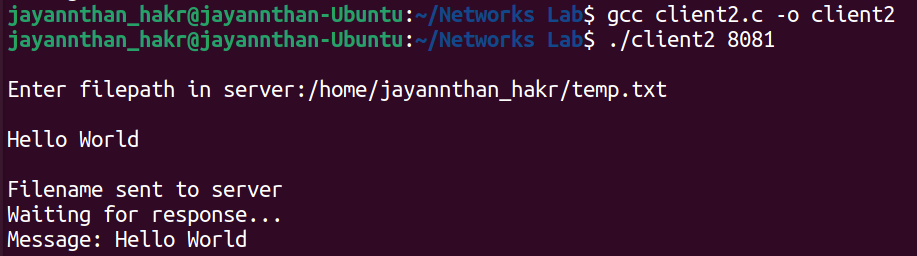 jayannthan_hakr@jayannthan-Ubuntu:~/Networks Lab$ gcc client2.c -o client2
jayannthan_hakr@jayannthan-Ubuntu:~/Networks Lab$ ./client2 8081
Enter filepath in server:/home/jayannthan_hakr/temp.txt
Hello World
Filename sent to server
Waiting for response...
Message: Hello World